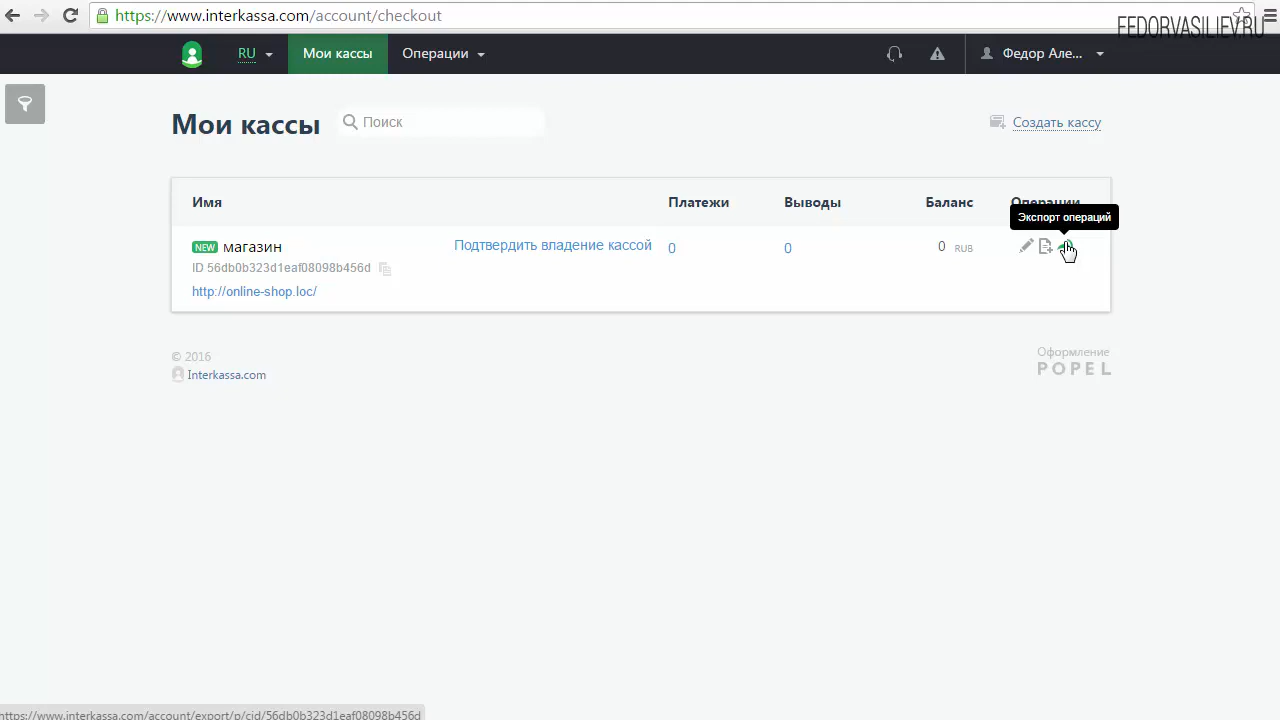 https://www.interkassa.com/account/checkout
FEDORVASILIEV.RU
RU
Мои кассы
Операции
Федор Але...
Мои кассы
Поиск
Создать кассу
Имя
Платежи
Выводы
Баланс
Операции
Экспорт операций
NEW магазин
Подтвердить владение кассой
0
0
0 RUB
ID 56db0b323d1eaf08098b456d
http://online-shop.loc/
© 2016
Interkassa.com
Оформление
POPEL
https://www.interkassa.com/account/export/p/cid/56db0b323d1eaf08098b456d